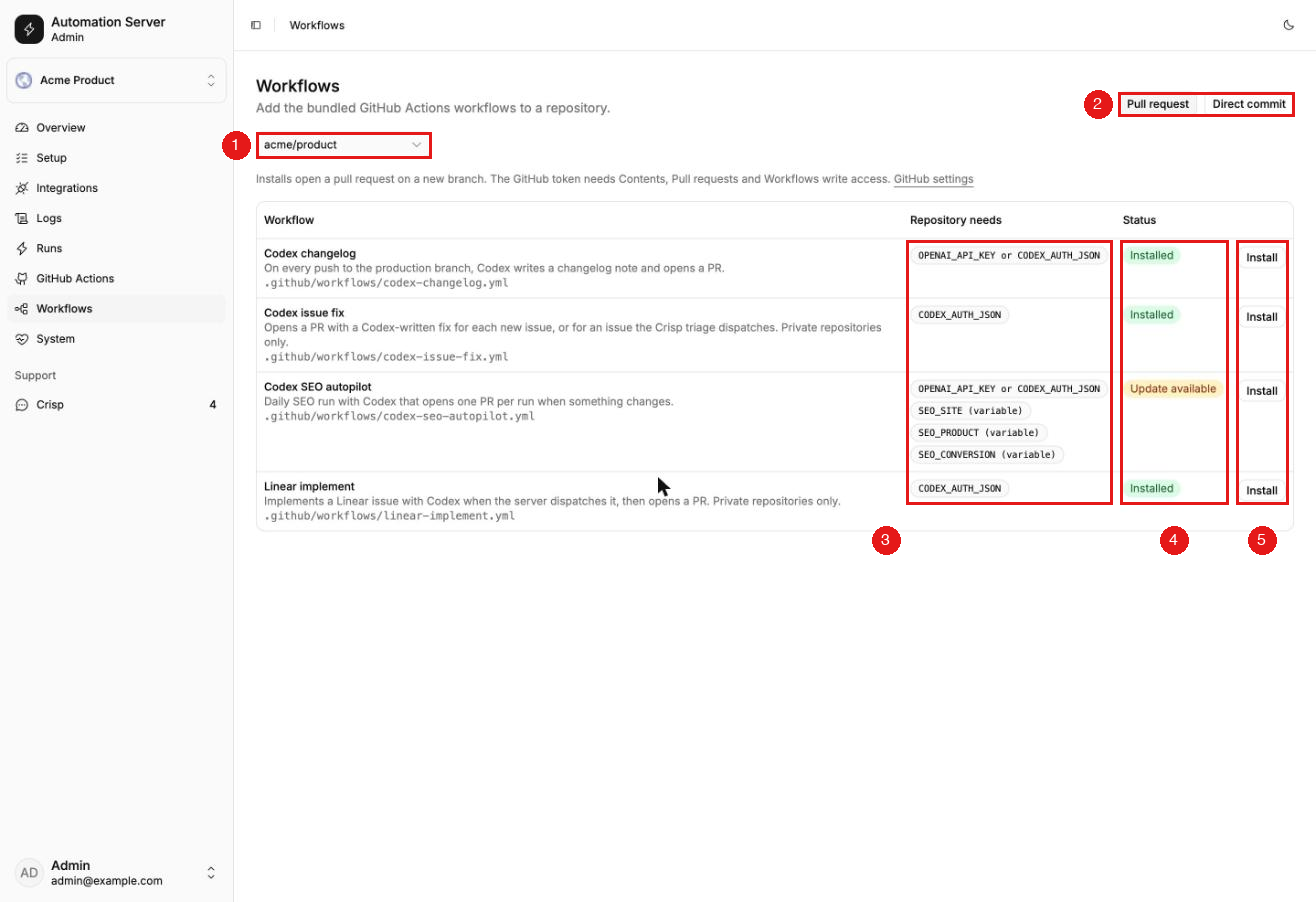 Automation Server
Admin
Acme Product
Overview
Setup
Integrations
Logs
Runs
GitHub Actions
Workflows
System
Support
Crisp 4
AD
Admin
admin@example.com
Workflows
Workflows
Add the bundled GitHub Actions workflows to a repository.
2
Pull request Direct commit
1
acme/product
Installs open a pull request on a new branch. The GitHub token needs Contents, Pull requests and Workflows write access. GitHub settings
Workflow Repository needs Status
Codex changelog
On every push to the production branch, Codex writes a changelog note and opens a PR.
.github/workflows/codex-changelog.yml
OPENAI_API_KEY or CODEX_AUTH_JSON
Installed
Install
Codex issue fix
Opens a PR with a Codex-written fix for each new issue, or for an issue the Crisp triage dispatches. Private repositories
only.
.github/workflows/codex-issue-fix.yml
CODEX_AUTH_JSON
Installed
Install
Codex SEO autopilot
Daily SEO run with Codex that opens one PR per run when something changes.
.github/workflows/codex-seo-autopilot.yml
OPENAI_API_KEY or CODEX_AUTH_JSON
SEO_SITE (variable)
SEO_PRODUCT (variable)
SEO_CONVERSION (variable)
Update available
Install
Linear implement
Implements a Linear issue with Codex when the server dispatches it, then opens a PR. Private repositories only.
.github/workflows/linear-implement.yml
CODEX_AUTH_JSON
Installed
Install
3
4
5